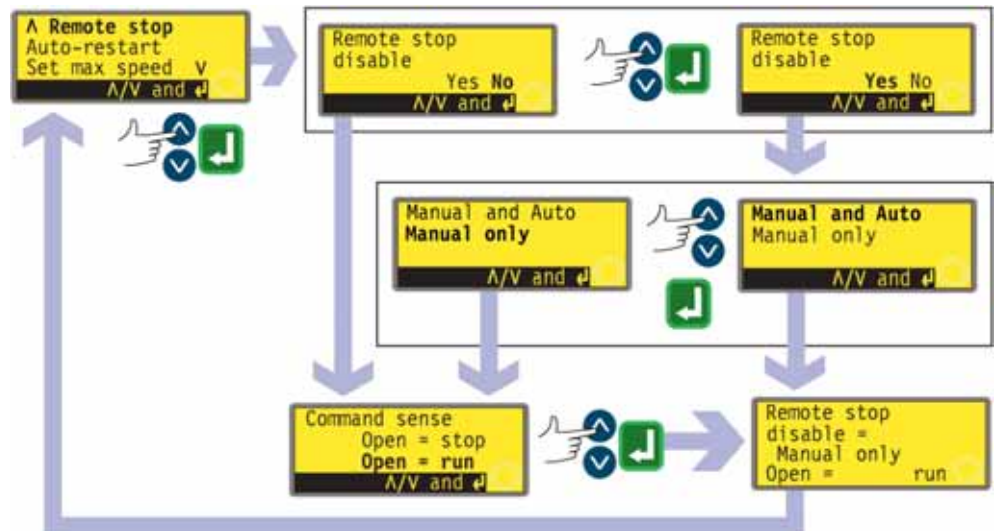 Λ Remote stop
Auto-restart
Set max speed V
Λ/V and ↲
Remote stop
disable
Yes No
Λ/V and ↲
Remote stop
disable
Yes No
Λ/V and ↲
Manual and Auto
Manual only
Λ/V and ↲
Manual and Auto
Manual only
Λ/V and ↲
Command sense
Open = stop
Open = run
Λ/V and ↲
Remote stop
disable =
Manual only
Open = run